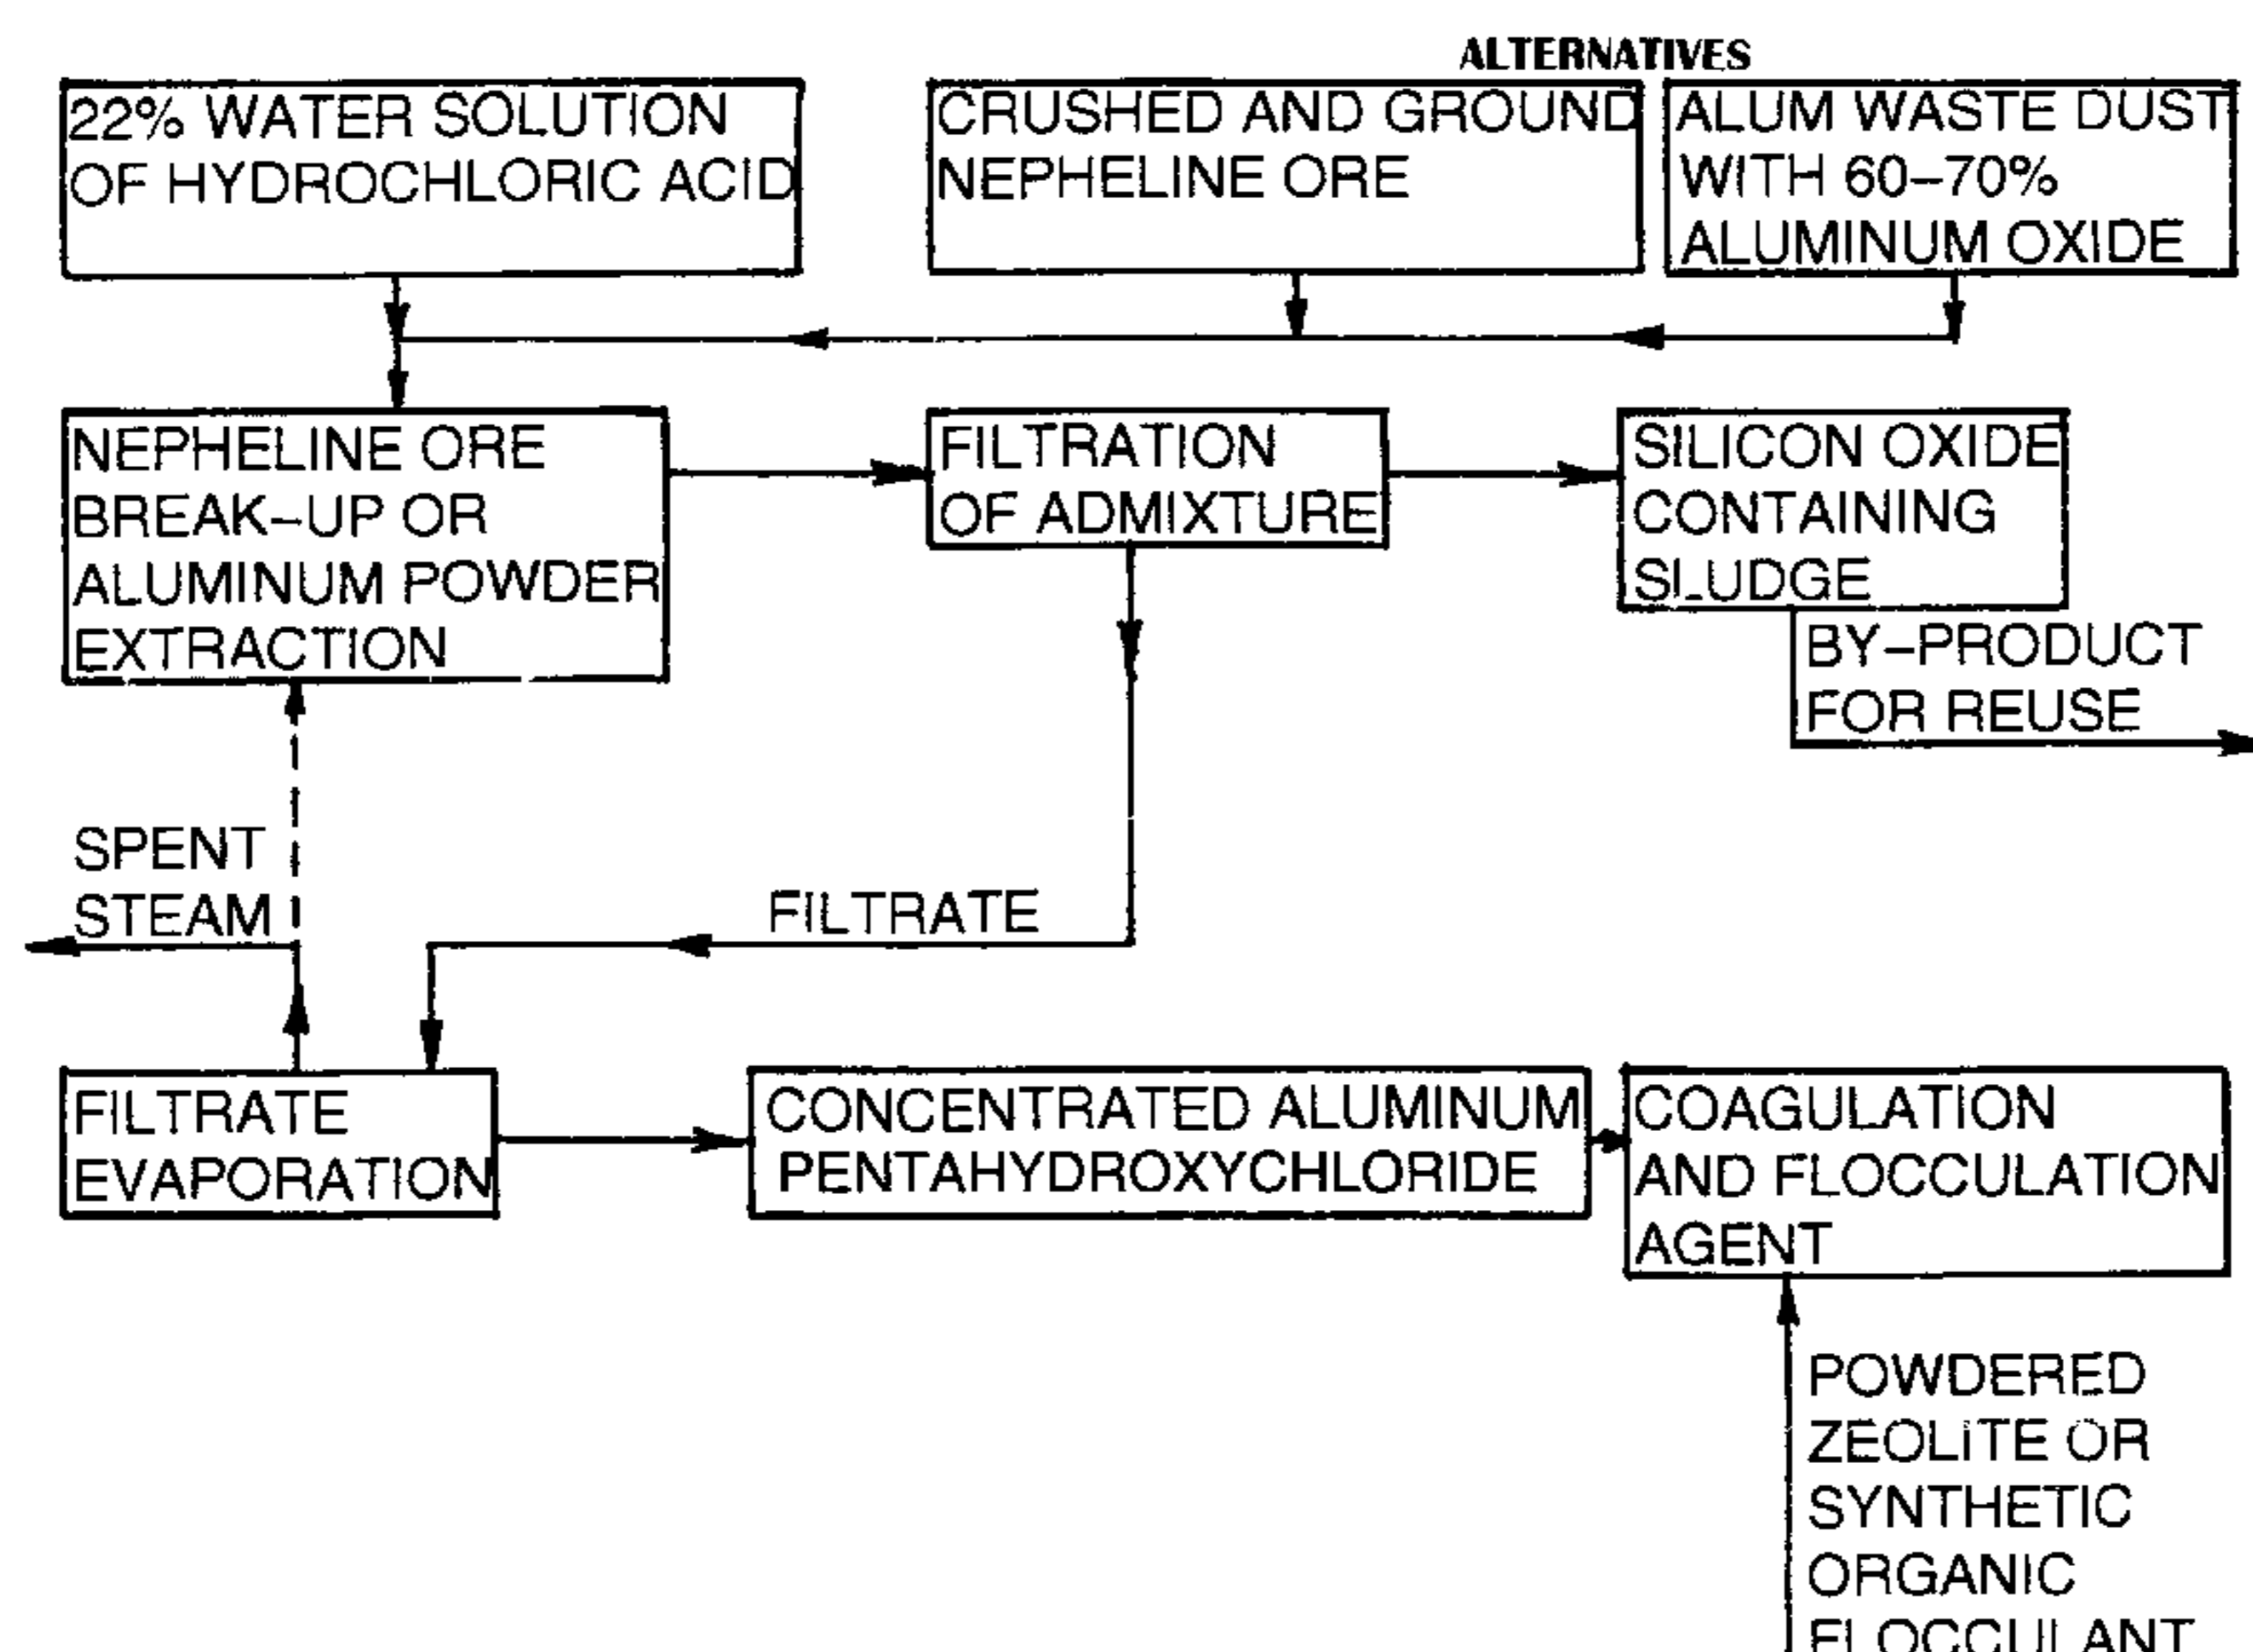 ALTERNATIVES
22% WATER SOLUTION
OF HYDROCHLORIC ACID
CRUSHED AND GROUND
NEPHELINE ORE
ALUM WASTE DUST
WITH 60–70%
ALUMINUM OXIDE
NEPHELINE ORE
BREAK–UP OR
ALUMINUM POWDER
EXTRACTION
FILTRATION
OF ADMIXTURE
SILICON OXIDE
CONTAINING
SLUDGE
BY–PRODUCT
FOR REUSE
SPENT
STEAM
FILTRATE
FILTRATE
EVAPORATION
CONCENTRATED ALUMINUM
PENTAHYDROXYCHLORIDE
COAGULATION
AND FLOCCULATION
AGENT
POWDERED
ZEOLITE OR
SYNTHETIC
ORGANIC
FLOCCULANT